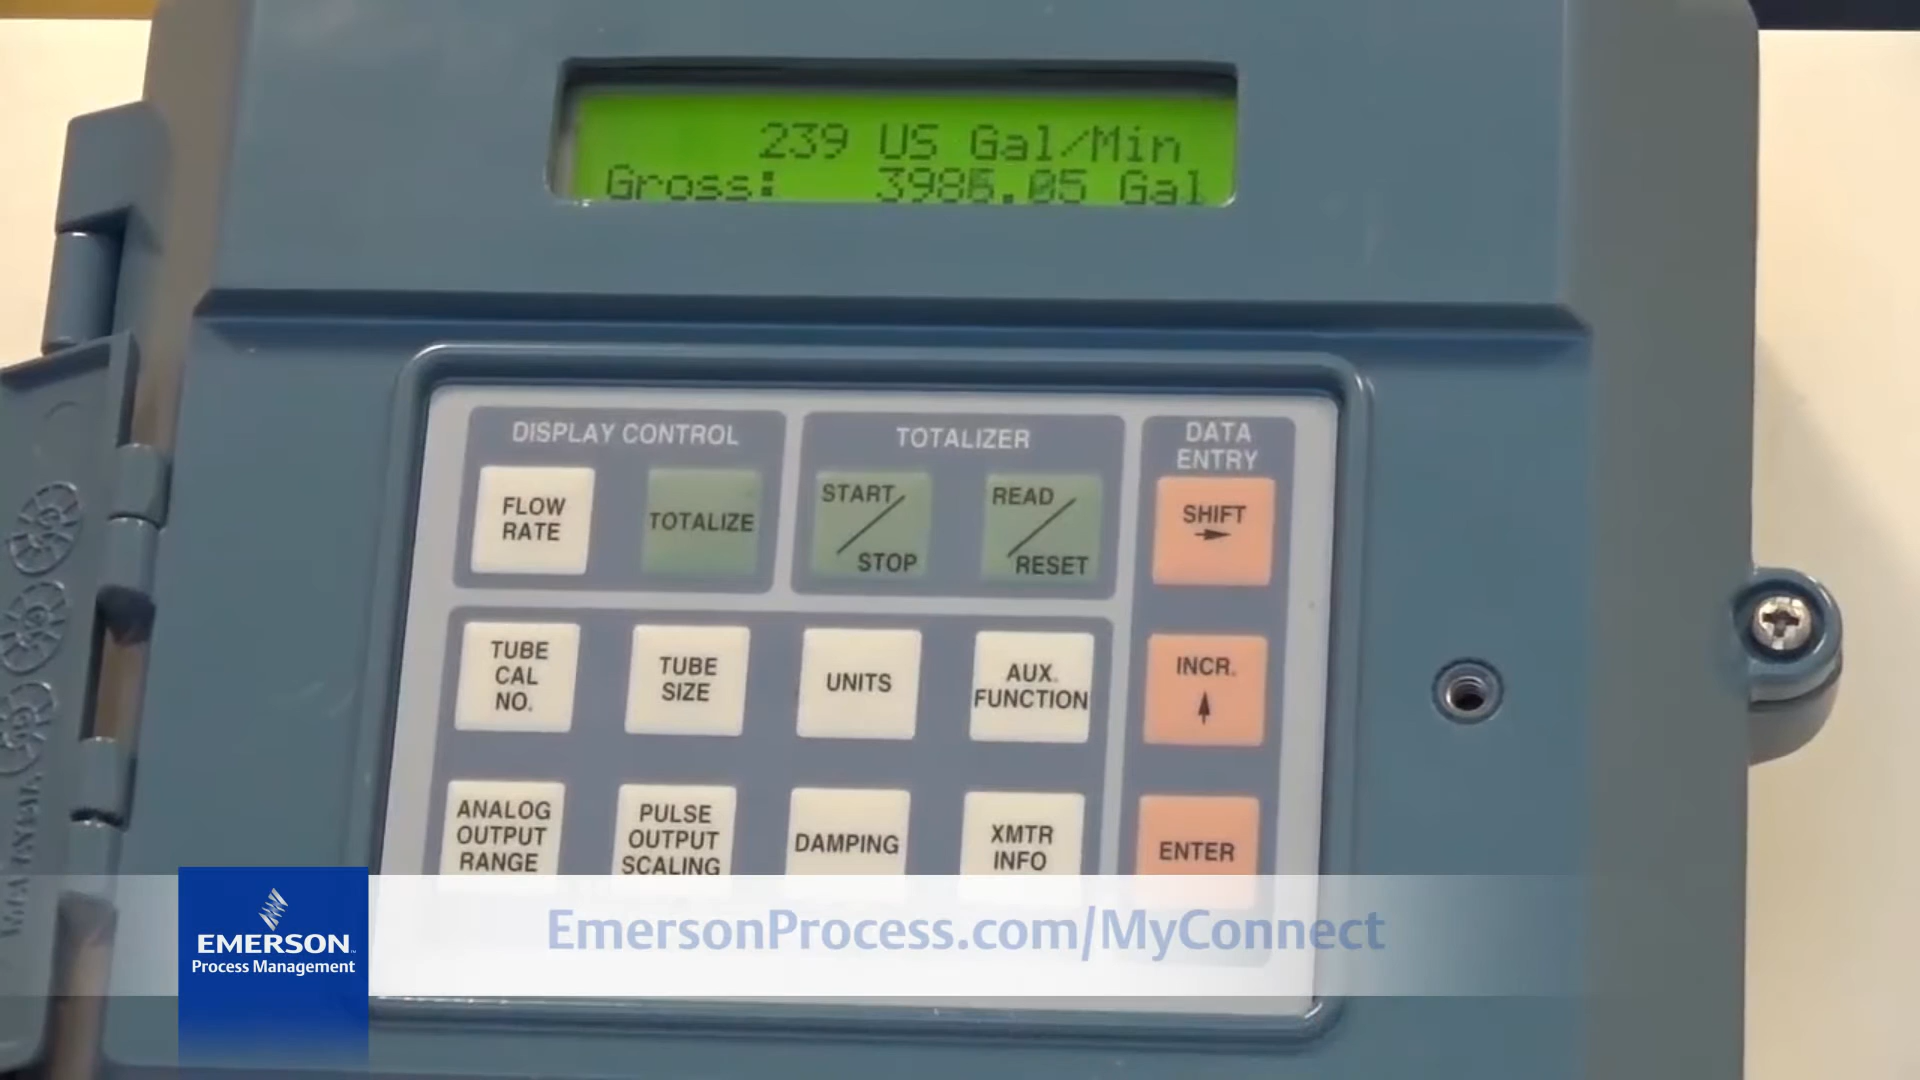 239 US Gal/Min
Gross: 3986.05 Gal
DISPLAY CONTROL
TOTALIZER
DATA
ENTRY
FLOW
RATE
TOTALIZE
START/
STOP
READ/
RESET
SHIFT
TUBE
CAL
NO.
TUBE
SIZE
UNITS
AUX.
FUNCTION
INCR.
ANALOG
OUTPUT
RANGE
PULSE
OUTPUT
SCALING
DAMPING
XMTR
INFO
ENTER
EMERSON
Process Management
EmersonProcess.com/MyConnect